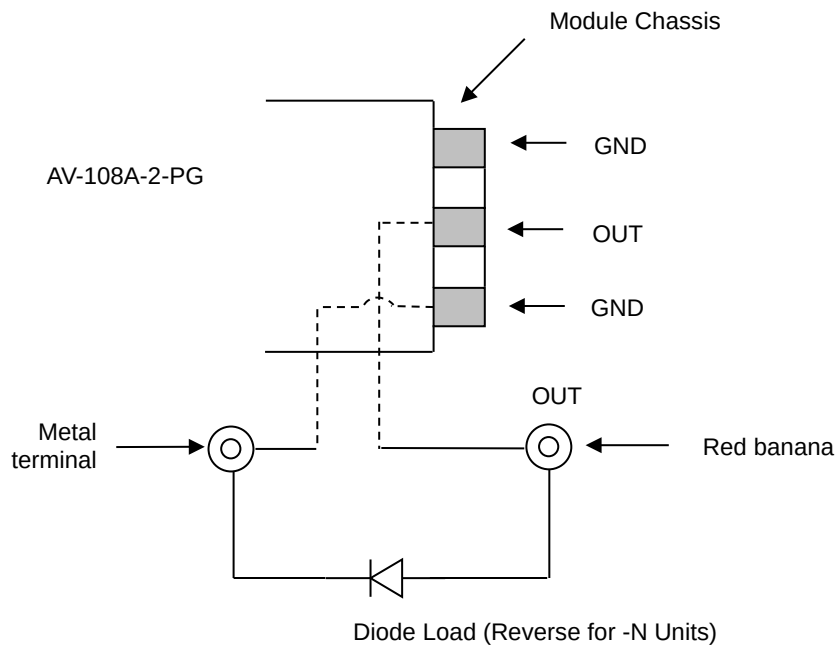 Module Chassis
GND
AV-108A-2-PG
OUT
GND
OUT
Metal
terminal
Red banana
Diode Load (Reverse for -N Units)